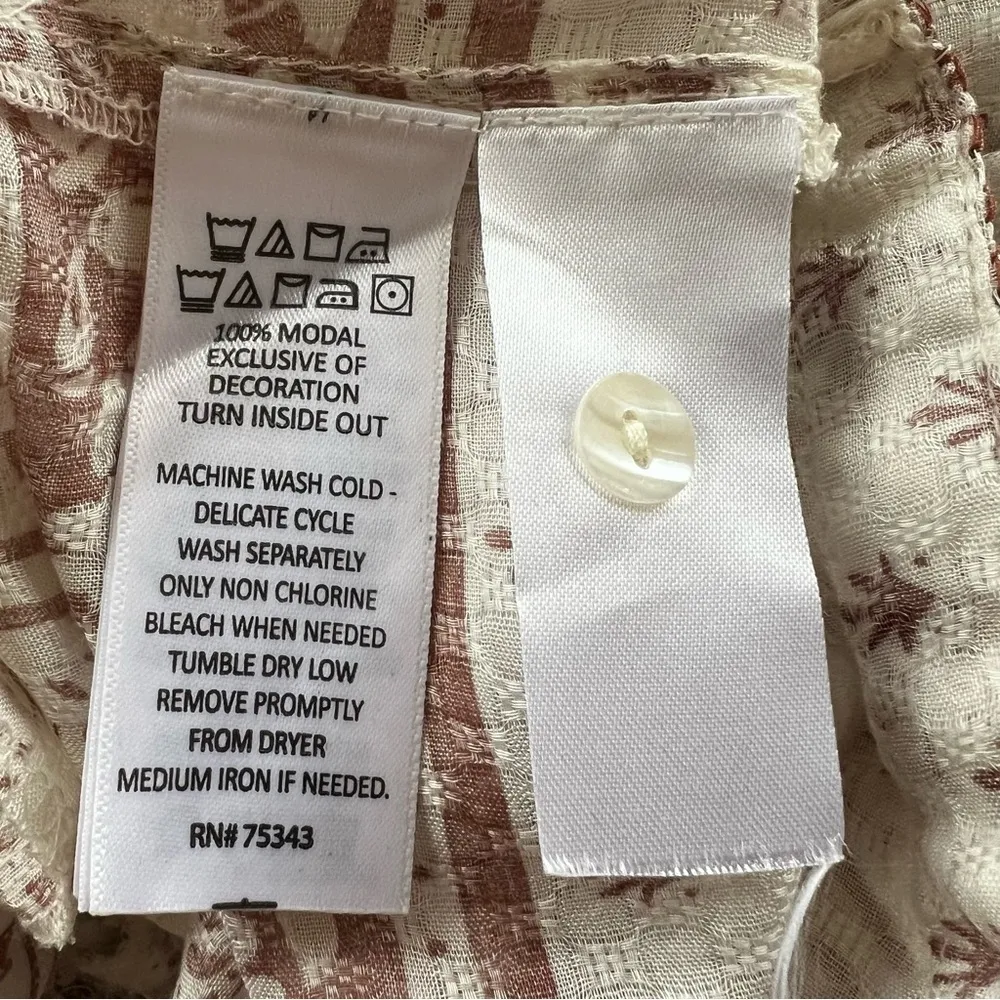 100% MODAL
EXCLUSIVE OF
DECORATION
TURN INSIDE OUT
MACHINE WASH COLD -
DELICATE CYCLE
WASH SEPARATELY
ONLY NON CHLORINE
BLEACH WHEN NEEDED
TUMBLE DRY LOW
REMOVE PROMPTLY
FROM DRYER
MEDIUM IRON IF NEEDED.
RN# 75343